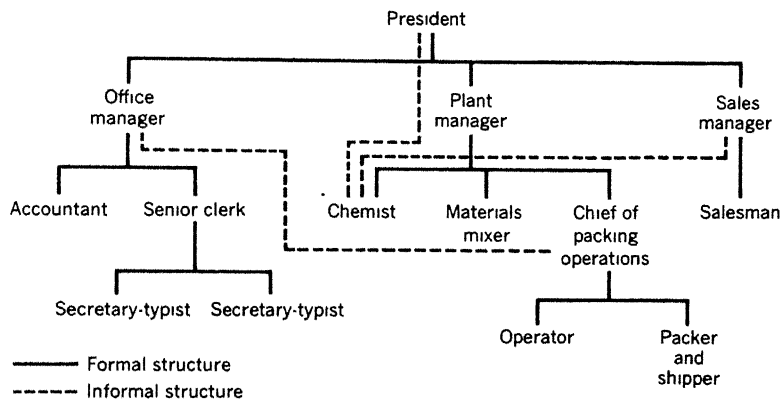 President
Office
manager
Plant
manager
Sales
manager
Accountant
Senior clerk
Chemist
Materials
mixer
Chief of
packing
operations
Salesman
Secretary-typist
Secretary-typist
Operator
Packer
and
shipper
Formal structure
Informal structure